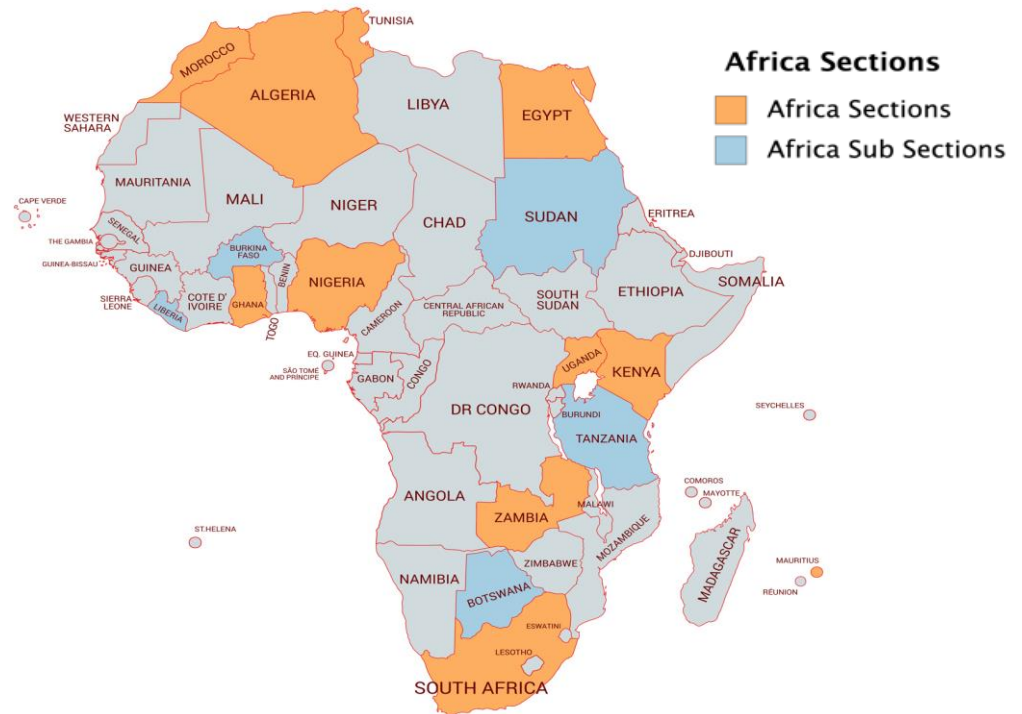 TUNISIA
MOROCCO
ALGERIA
LIBYA
EGYPT
WESTERN
SAHARA
MAURITANIA
MALI
NIGER
CHAD
SUDAN
ERITREA
CAPE VERDE
SENEGAL
THE GAMBIA
GUINEA-BISSAU
GUINEA
SIERRA
LEONE
LIBERIA
COTE D'
IVOIRE
BURKINA
FASO
GHANA
TOGO
BENIN
NIGERIA
CAMEROON
CENTRAL AFRICAN
REPUBLIC
SOUTH
SUDAN
DJIBOUTI
ETHIOPIA
SOMALIA
EQ. GUINEA
SÃO TOMÉ
AND PRÍNCIPE
GABON
CONGO
DR CONGO
UGANDA
KENYA
RWANDA
BURUNDI
TANZANIA
SEYCHELLES
ANGOLA
ZAMBIA
MALAWI
MOZAMBIQUE
COMOROS
MAYOTTE
ST.HELENA
NAMIBIA
ZIMBABWE
BOTSWANA
MADAGASCAR
MAURITIUS
RÉUNION
ESWATINI
LESOTHO
SOUTH AFRICA
Africa Sections
Africa Sections
Africa Sub Sections